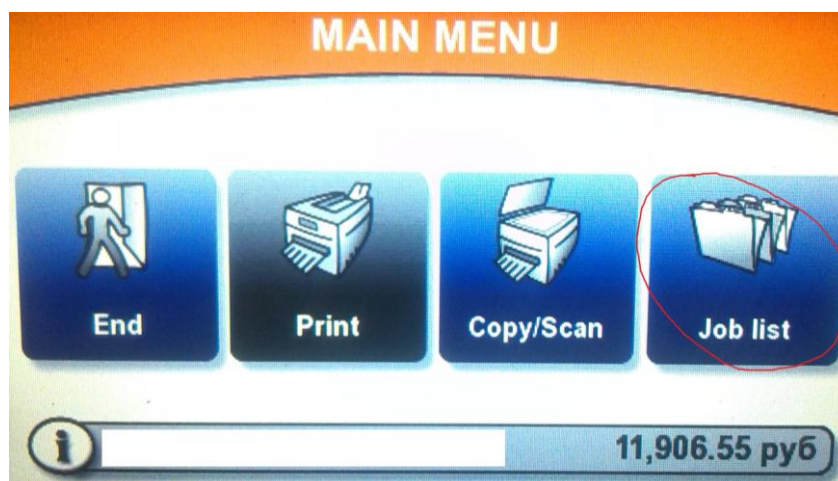 MAIN MENU
End Print Copy/Scan Job list
i 11,906.55 руб